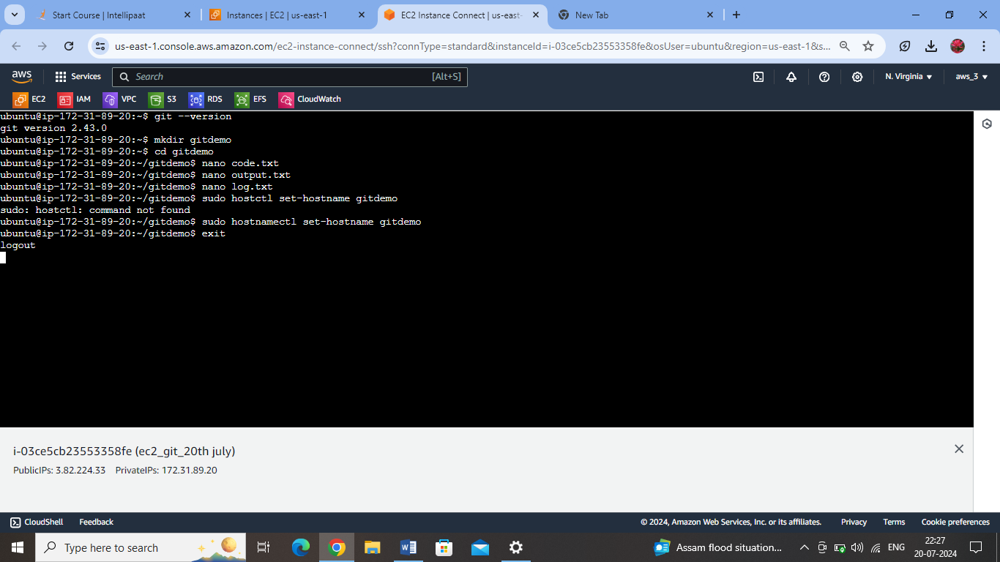 Start Course | Intellipaat
Instances | EC2 | us-east-1
EC2 Instance Connect | us-east-
New Tab
us-east-1.console.aws.amazon.com/ec2-instance-connect/ssh?connType=standard&instanceId=i-03ce5cb23553358fe&osUser=ubuntu&region=us-east-1&s...
aws
Services
Search
[Alt+S]
N. Virginia
aws_3
EC2
IAM
VPC
S3
RDS
EFS
CloudWatch
ubuntu@ip-172-31-89-20:~$ git --version
git version 2.43.0
ubuntu@ip-172-31-89-20:~$ mkdir gitdemo
ubuntu@ip-172-31-89-20:~$ cd gitdemo
ubuntu@ip-172-31-89-20:~/gitdemo$ nano code.txt
ubuntu@ip-172-31-89-20:~/gitdemo$ nano output.txt
ubuntu@ip-172-31-89-20:~/gitdemo$ nano log.txt
ubuntu@ip-172-31-89-20:~/gitdemo$ sudo hostctl set-hostname gitdemo
sudo: hostctl: command not found
ubuntu@ip-172-31-89-20:~/gitdemo$ sudo hostnamectl set-hostname gitdemo
ubuntu@ip-172-31-89-20:~/gitdemo$ exit
logout
i-03ce5cb23553358fe (ec2_git_20th july)
PublicIPs: 3.82.224.33 PrivateIPs: 172.31.89.20
CloudShell
Feedback
© 2024, Amazon Web Services, Inc. or its affiliates.
Privacy
Terms
Cookie preferences
Type here to search
Assam flood situation...
ENG
22:27
20-07-2024